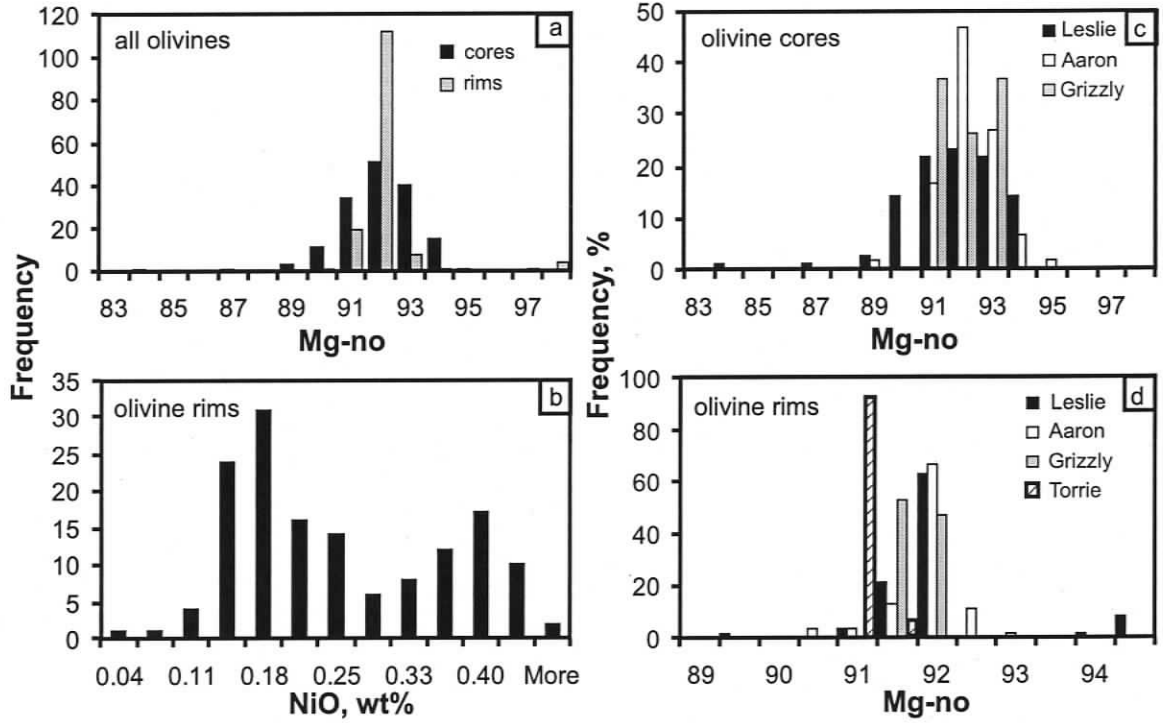 Frequency
120
100
80
60
40
20
0
all olivines
a
cores
rims
83 85 87 89 91 93 95 97
Mg-no
35
30
25
20
15
10
5
0
olivine rims
b
0.04 0.11 0.18 0.25 0.33 0.40 More
NiO, wt%
Frequency, %
50
40
30
20
10
0
olivine cores
c
Leslie
Aaron
Grizzly
83 85 87 89 91 93 95 97
Mg-no
100
80
60
40
20
0
olivine rims
d
Leslie
Aaron
Grizzly
Torrie
89 90 91 92 93 94
Mg-no